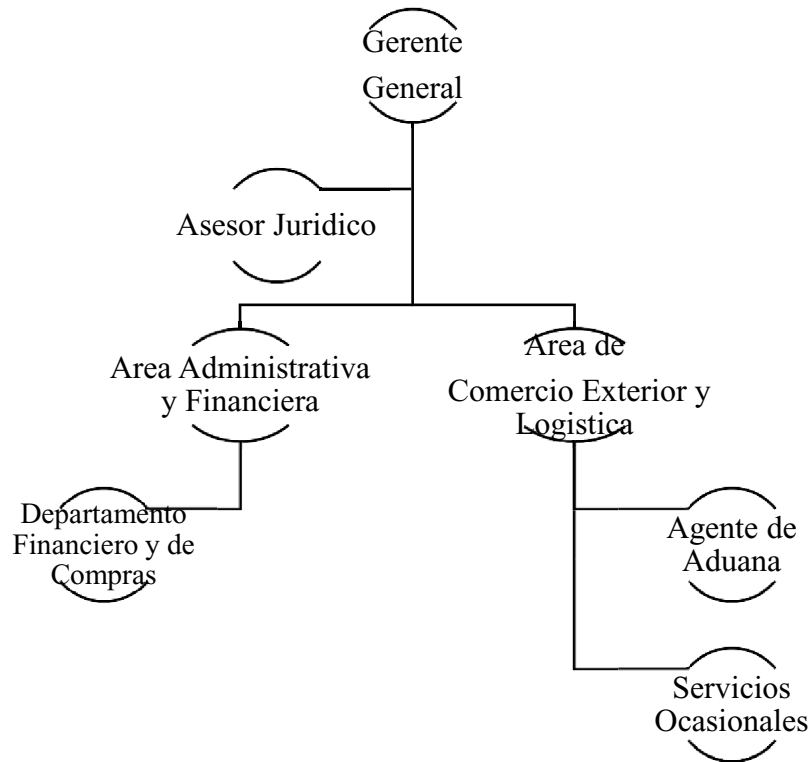 Gerente
General
Asesor Juridico
Area Administrativa
y Financiera
Area de
Comercio Exterior y
Logistica
Departamento
Financiero y de
Compras
Agente de
Aduana
Servicios
Ocasionales